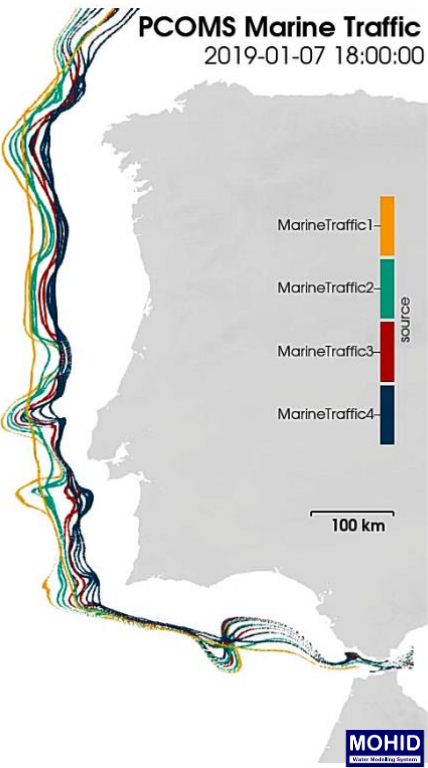 PCOMS Marine Traffic
2019-01-07 18:00:00
MarineTraffic1
MarineTraffic2
MarineTraffic3
MarineTraffic4
source
100 km
MOHID
Water Modelling System